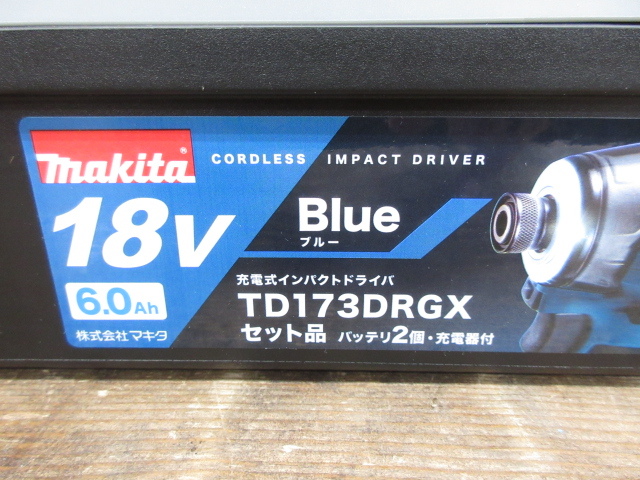 makita®
CORDLESS IMPACT DRIVER
18V
Blue
ブルー
6.0Ah
充電式インパクトドライバ
TD173DRGX
株式会社マキタ
セット品 バッテリ2個・充電器付